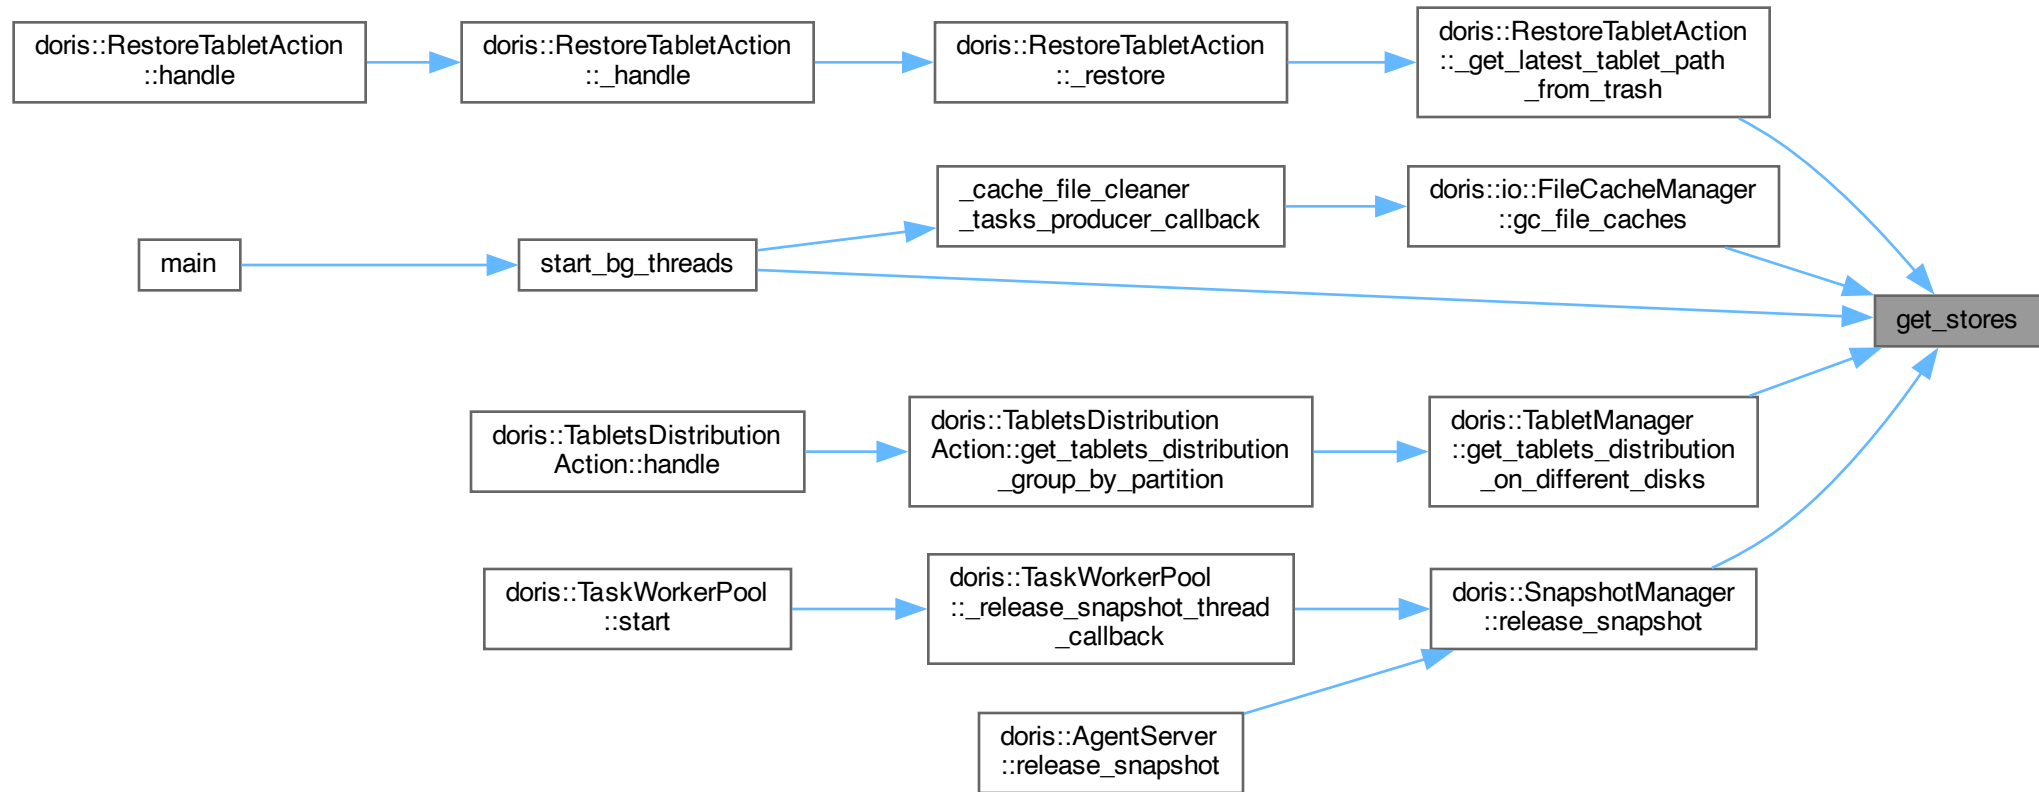 doris::RestoreTabletAction
::handle
doris::RestoreTabletAction
::_handle
doris::RestoreTabletAction
::_restore
doris::RestoreTabletAction
::_get_latest_tablet_path
_from_trash
_cache_file_cleaner
_tasks_producer_callback
doris::io::FileCacheManager
::gc_file_caches
main
start_bg_threads
get_stores
doris::TabletsDistribution
Action::handle
doris::TabletsDistribution
Action::get_tablets_distribution
_group_by_partition
doris::TabletManager
::get_tablets_distribution
_on_different_disks
doris::TaskWorkerPool
::start
doris::TaskWorkerPool
::_release_snapshot_thread
_callback
doris::SnapshotManager
::release_snapshot
doris::AgentServer
::release_snapshot